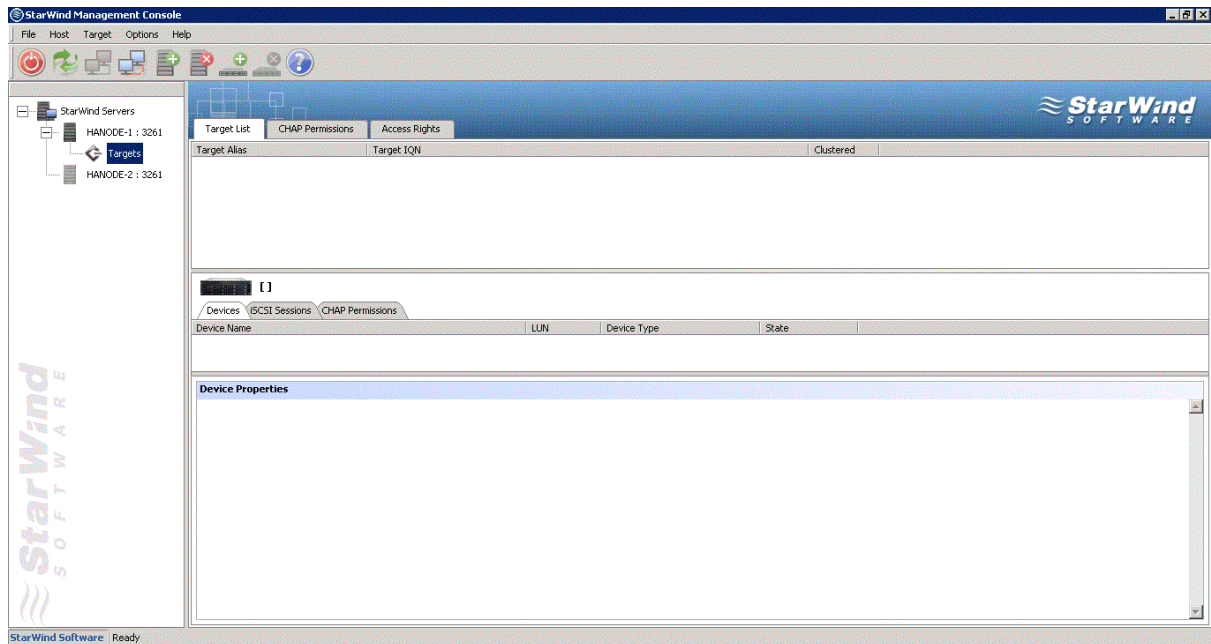 StarWind Management Console
File Host Target Options Help
StarWind Servers
HANODE-1 : 3261
Targets
HANODE-2 : 3261
StarWind
SOFTWARE
Target List CHAP Permissions Access Rights
Target Alias Target IQN Clustered
[ ]
Devices iSCSI Sessions CHAP Permissions
Device Name LUN Device Type State
Device Properties
StarWind
SOFTWARE
StarWind Software Ready